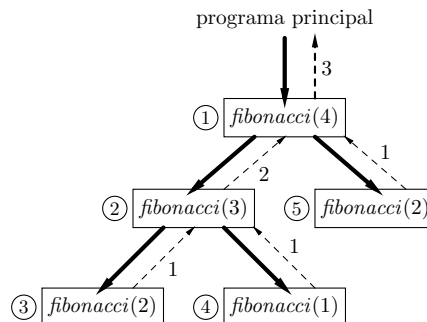 programa principal
3
① fibonacci(4)
2
1
② fibonacci(3)
⑤ fibonacci(2)
1
1
③ fibonacci(2)
④ fibonacci(1)